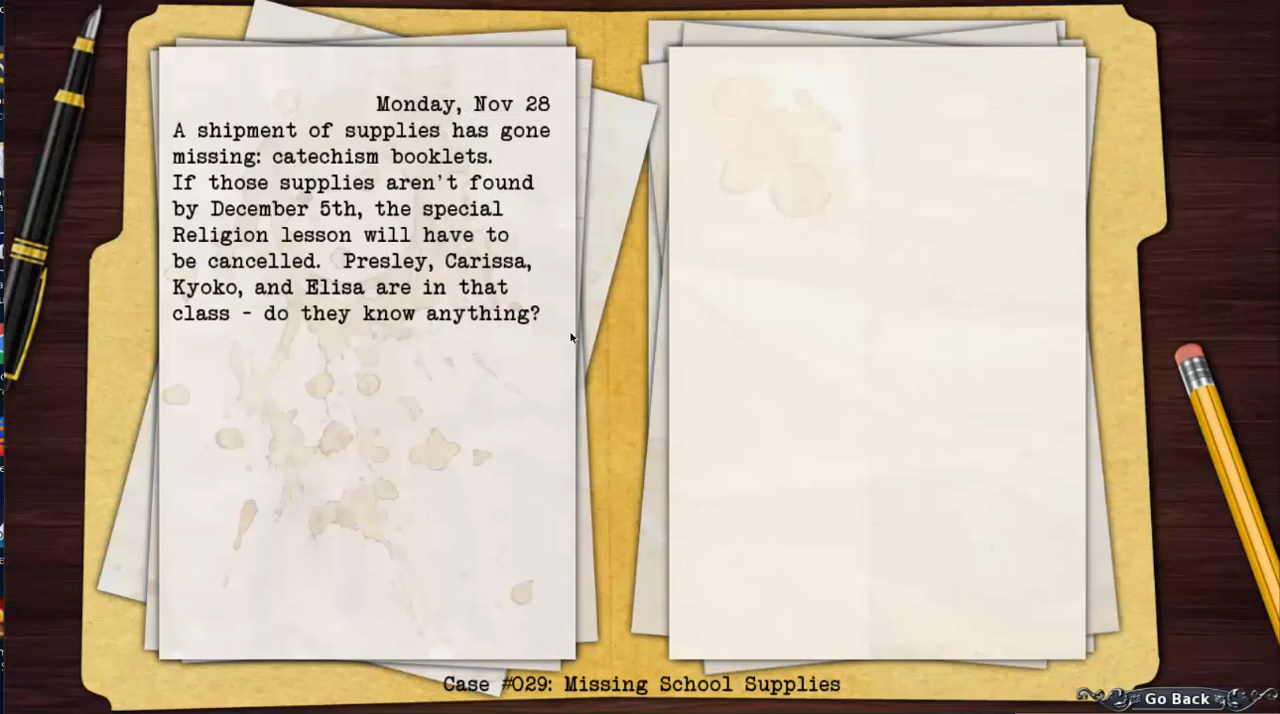 Monday, Nov 28
A shipment of supplies has gone
missing: catechism booklets.
If those supplies aren't found
by December 5th, the special
Religion lesson will have to
be cancelled.  Presley, Carissa,
Kyoko, and Elisa are in that
class - do they know anything?
Case #029: Missing School Supplies
Go Back